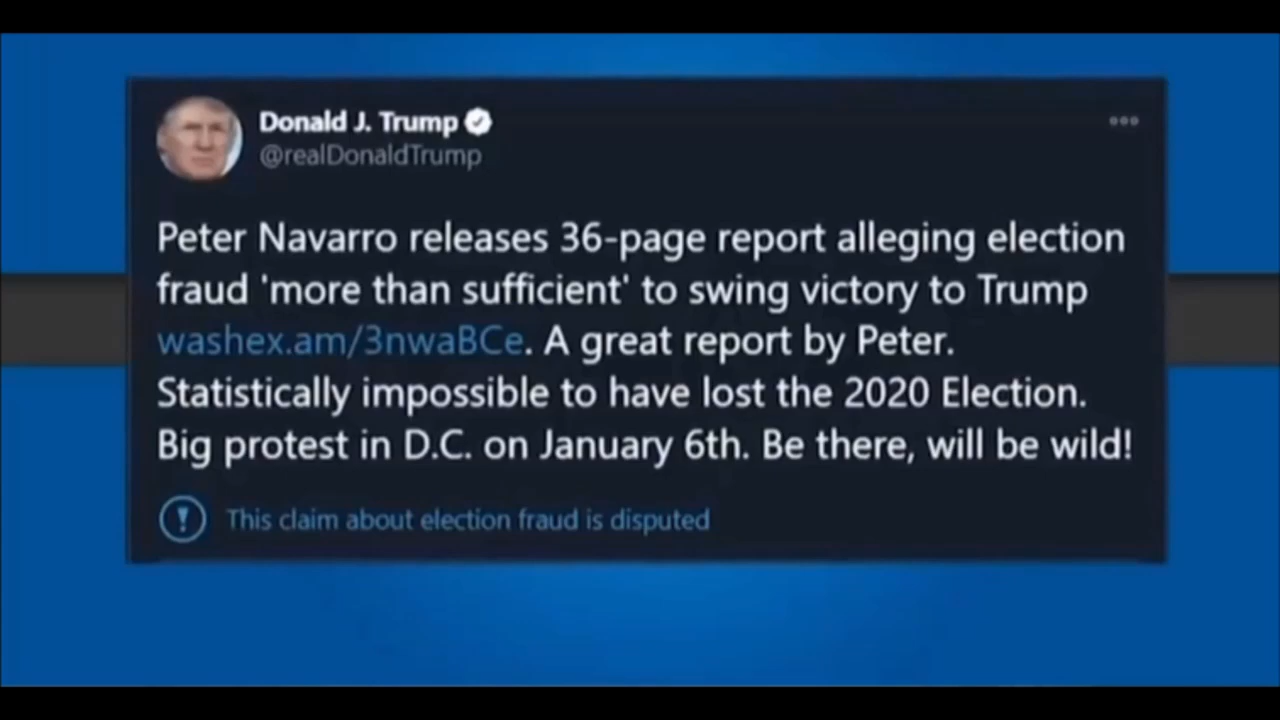 Donald J. Trump
@realDonaldTrump
Peter Navarro releases 36-page report alleging election
fraud 'more than sufficient' to swing victory to Trump
washex.am/3nwaBCe. A great report by Peter.
Statistically impossible to have lost the 2020 Election.
Big protest in D.C. on January 6th. Be there, will be wild!
This claim about election fraud is disputed